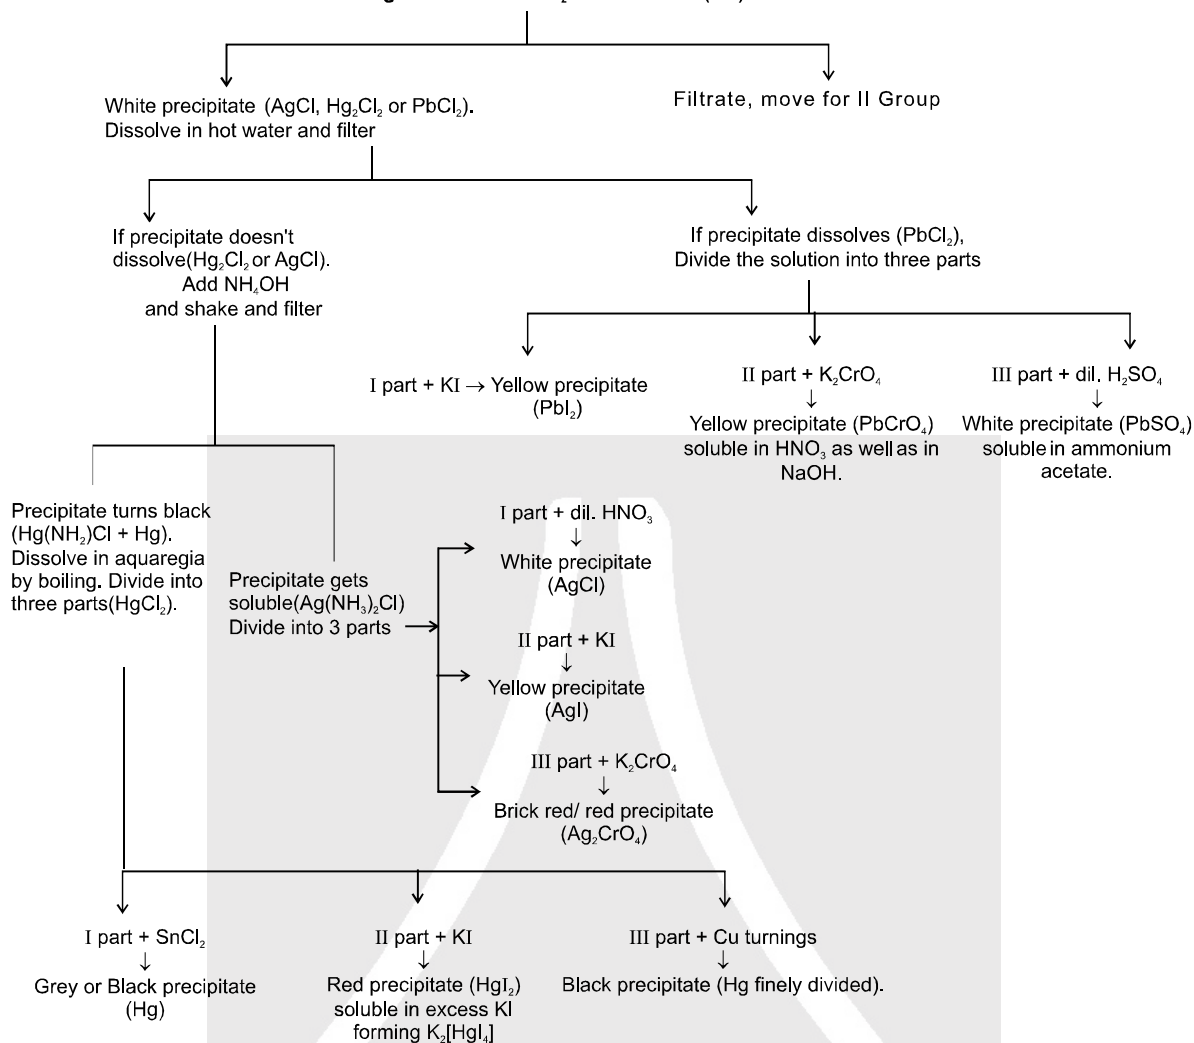 White precipitate (AgCl, Hg₂Cl₂ or PbCl₂).
Dissolve in hot water and filter
Filtrate, move for II Group
If precipitate doesn't
dissolve(Hg₂Cl₂ or AgCl).
Add NH₄OH
and shake and filter
If precipitate dissolves (PbCl₂),
Divide the solution into three parts
I part + KI → Yellow precipitate
(PbI₂)
II part + K₂CrO₄
↓
Yellow precipitate (PbCrO₄)
soluble in HNO₃ as well as in
NaOH.
III part + dil. H₂SO₄
↓
White precipitate (PbSO₄)
soluble in ammonium
acetate.
Precipitate turns black
(Hg(NH₂)Cl + Hg).
Dissolve in aquaregia
by boiling. Divide into
three parts(HgCl₂).
Precipitate gets
soluble(Ag(NH₃)₂Cl)
Divide into 3 parts
I part + dil. HNO₃
↓
White precipitate
(AgCl)
II part + KI
↓
Yellow precipitate
(AgI)
III part + K₂CrO₄
↓
Brick red/ red precipitate
(Ag₂CrO₄)
I part + SnCl₂
↓
Grey or Black precipitate
(Hg)
II part + KI
↓
Red precipitate (HgI₂)
soluble in excess KI
forming K₂[HgI₄]
III part + Cu turnings
↓
Black precipitate (Hg finely divided).